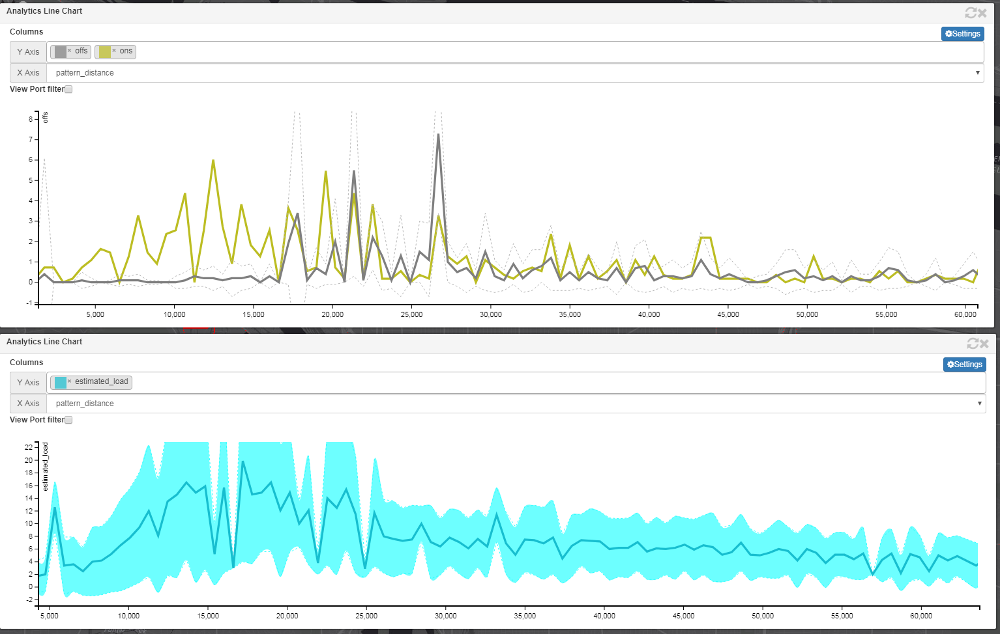 Analytics Line Chart
Columns
Settings
Y Axis × offs × ons
X Axis pattern_distance
View Port filter
offs
8
7
6
5
4
3
2
1
0
-1
5,000 10,000 15,000 20,000 25,000 30,000 35,000 40,000 45,000 50,000 55,000 60,000
Analytics Line Chart
Columns
Settings
Y Axis × estimated_load
X Axis pattern_distance
View Port filter
estimated_load
22
20
18
16
14
12
10
8
6
4
2
0
-2
5,000 10,000 15,000 20,000 25,000 30,000 35,000 40,000 45,000 50,000 55,000 60,000